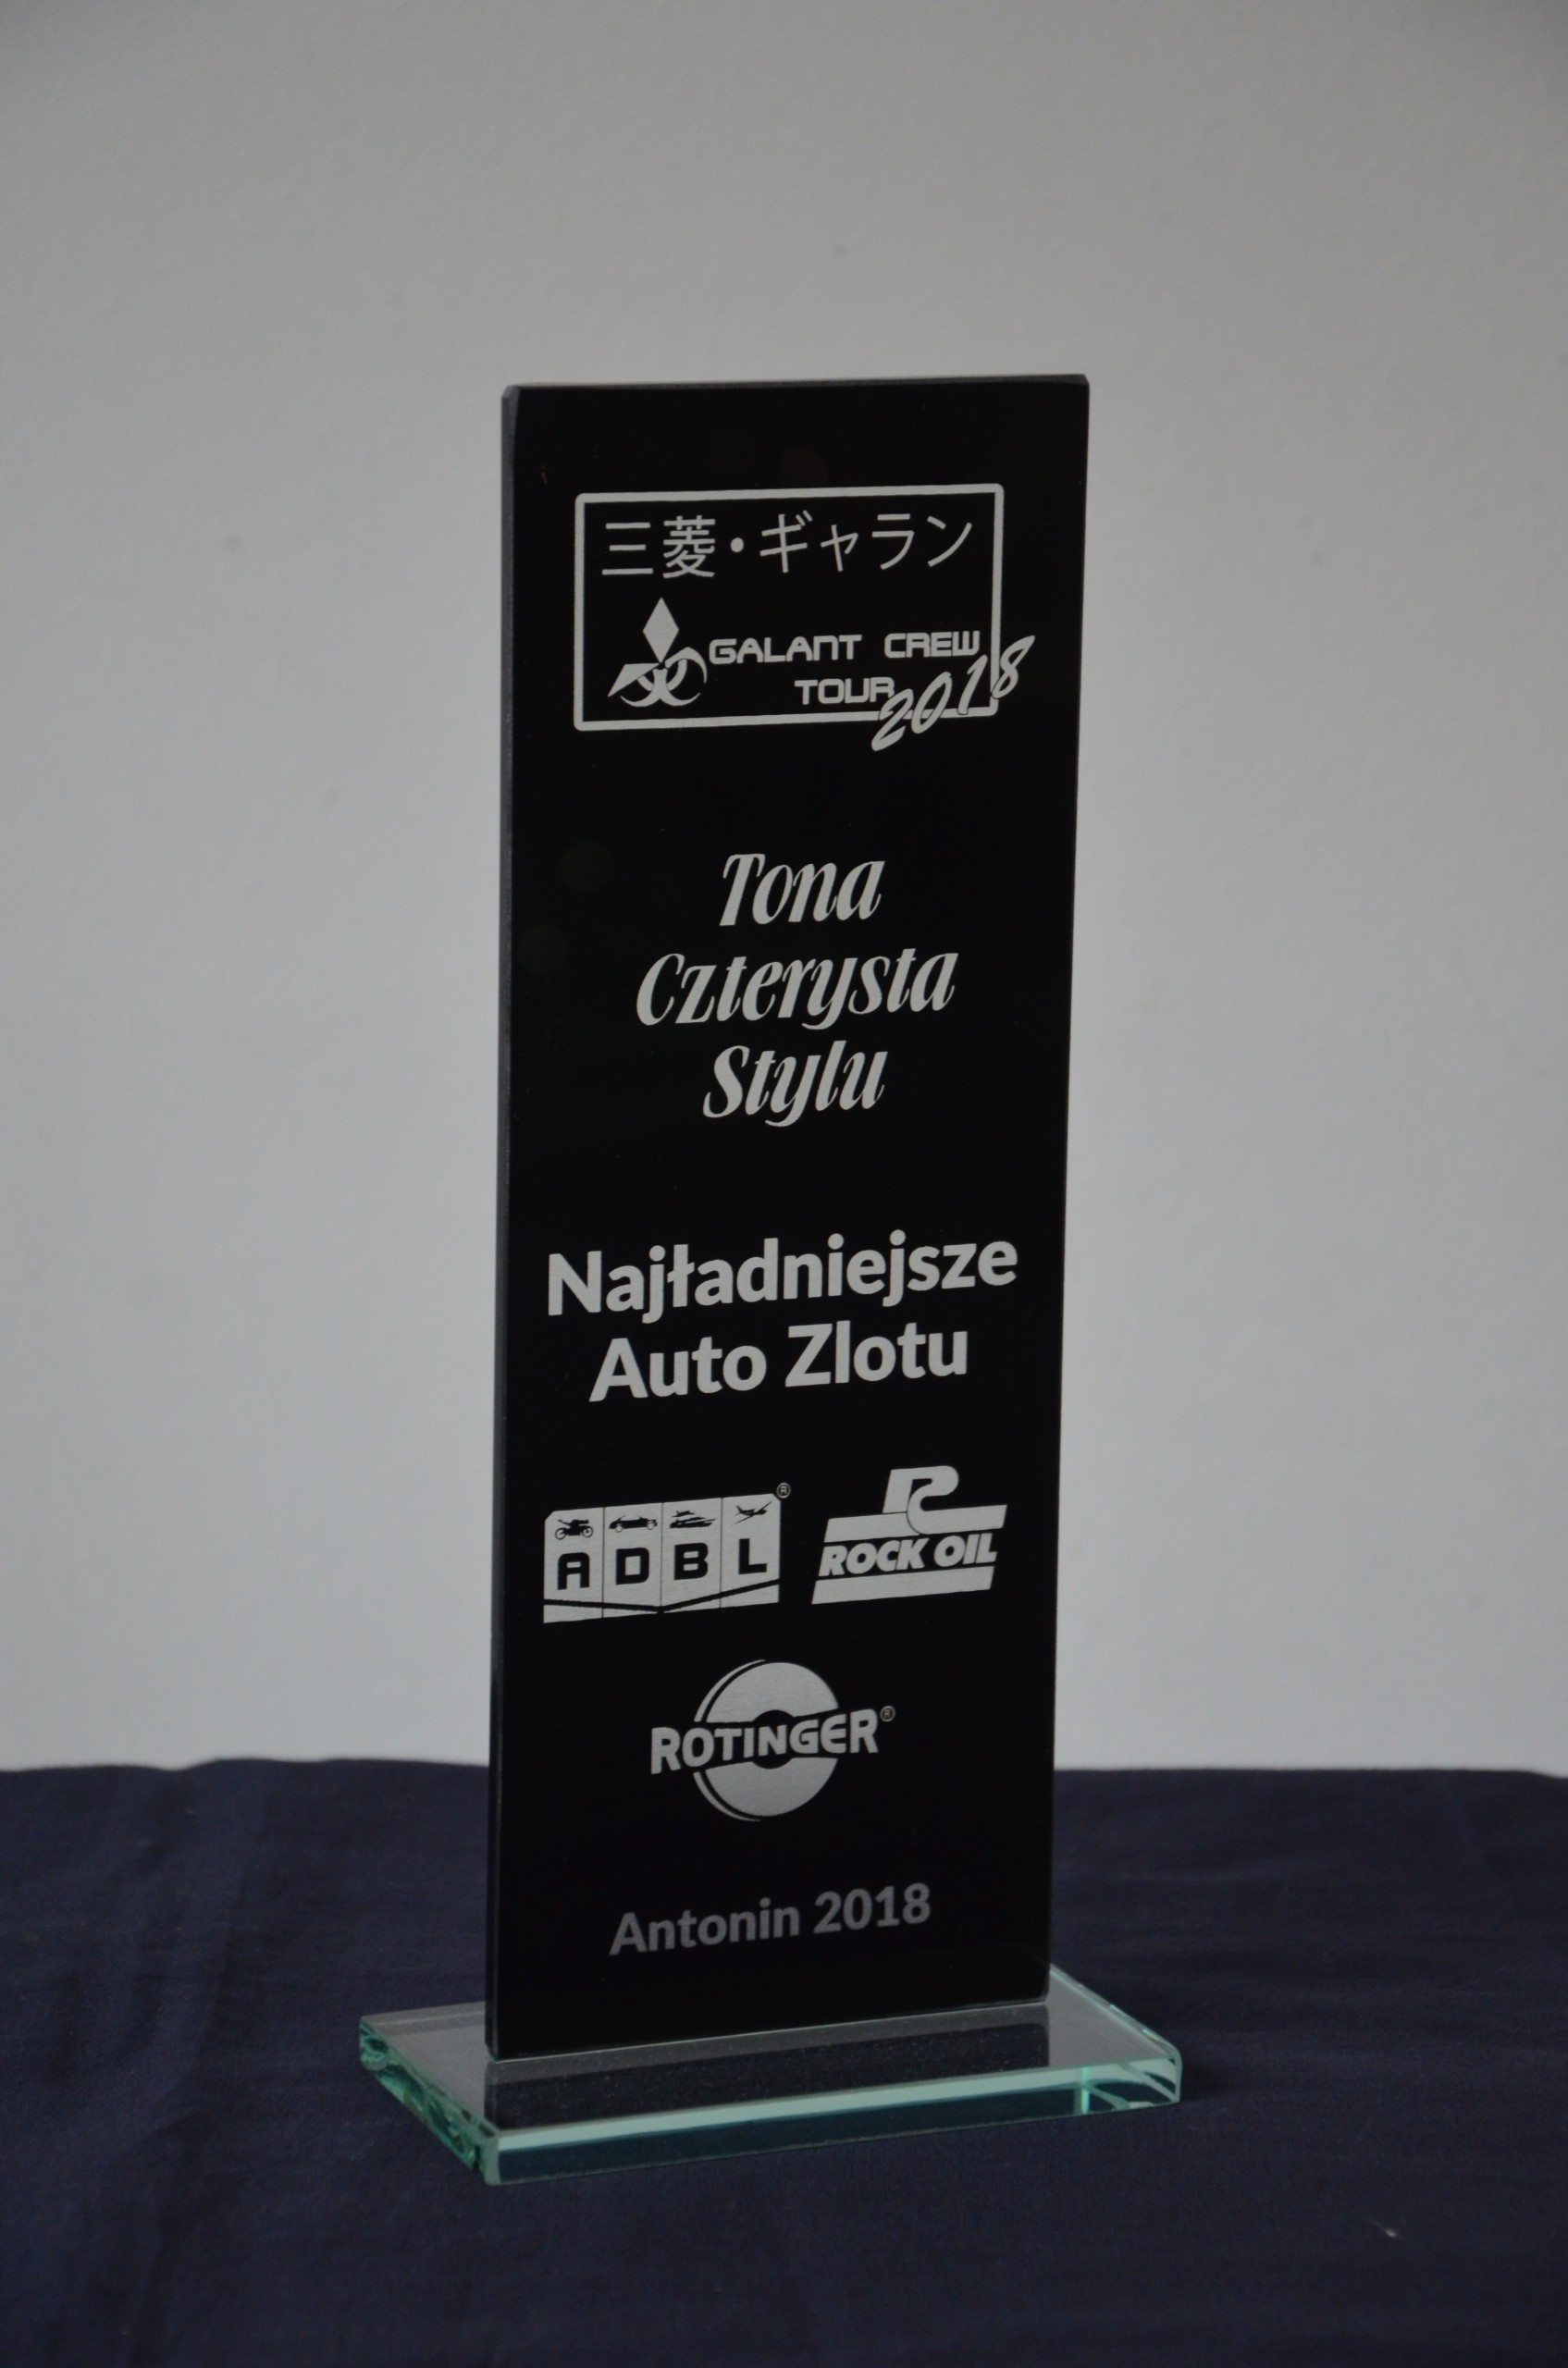 三菱・ギャラン
GALANT CREW
TOUR 2018
Tona
Czterysta
Stylu
Najładniejsze
Auto Zlotu
ADBL®
ROCK OIL
ROTINGER®
Antonin 2018